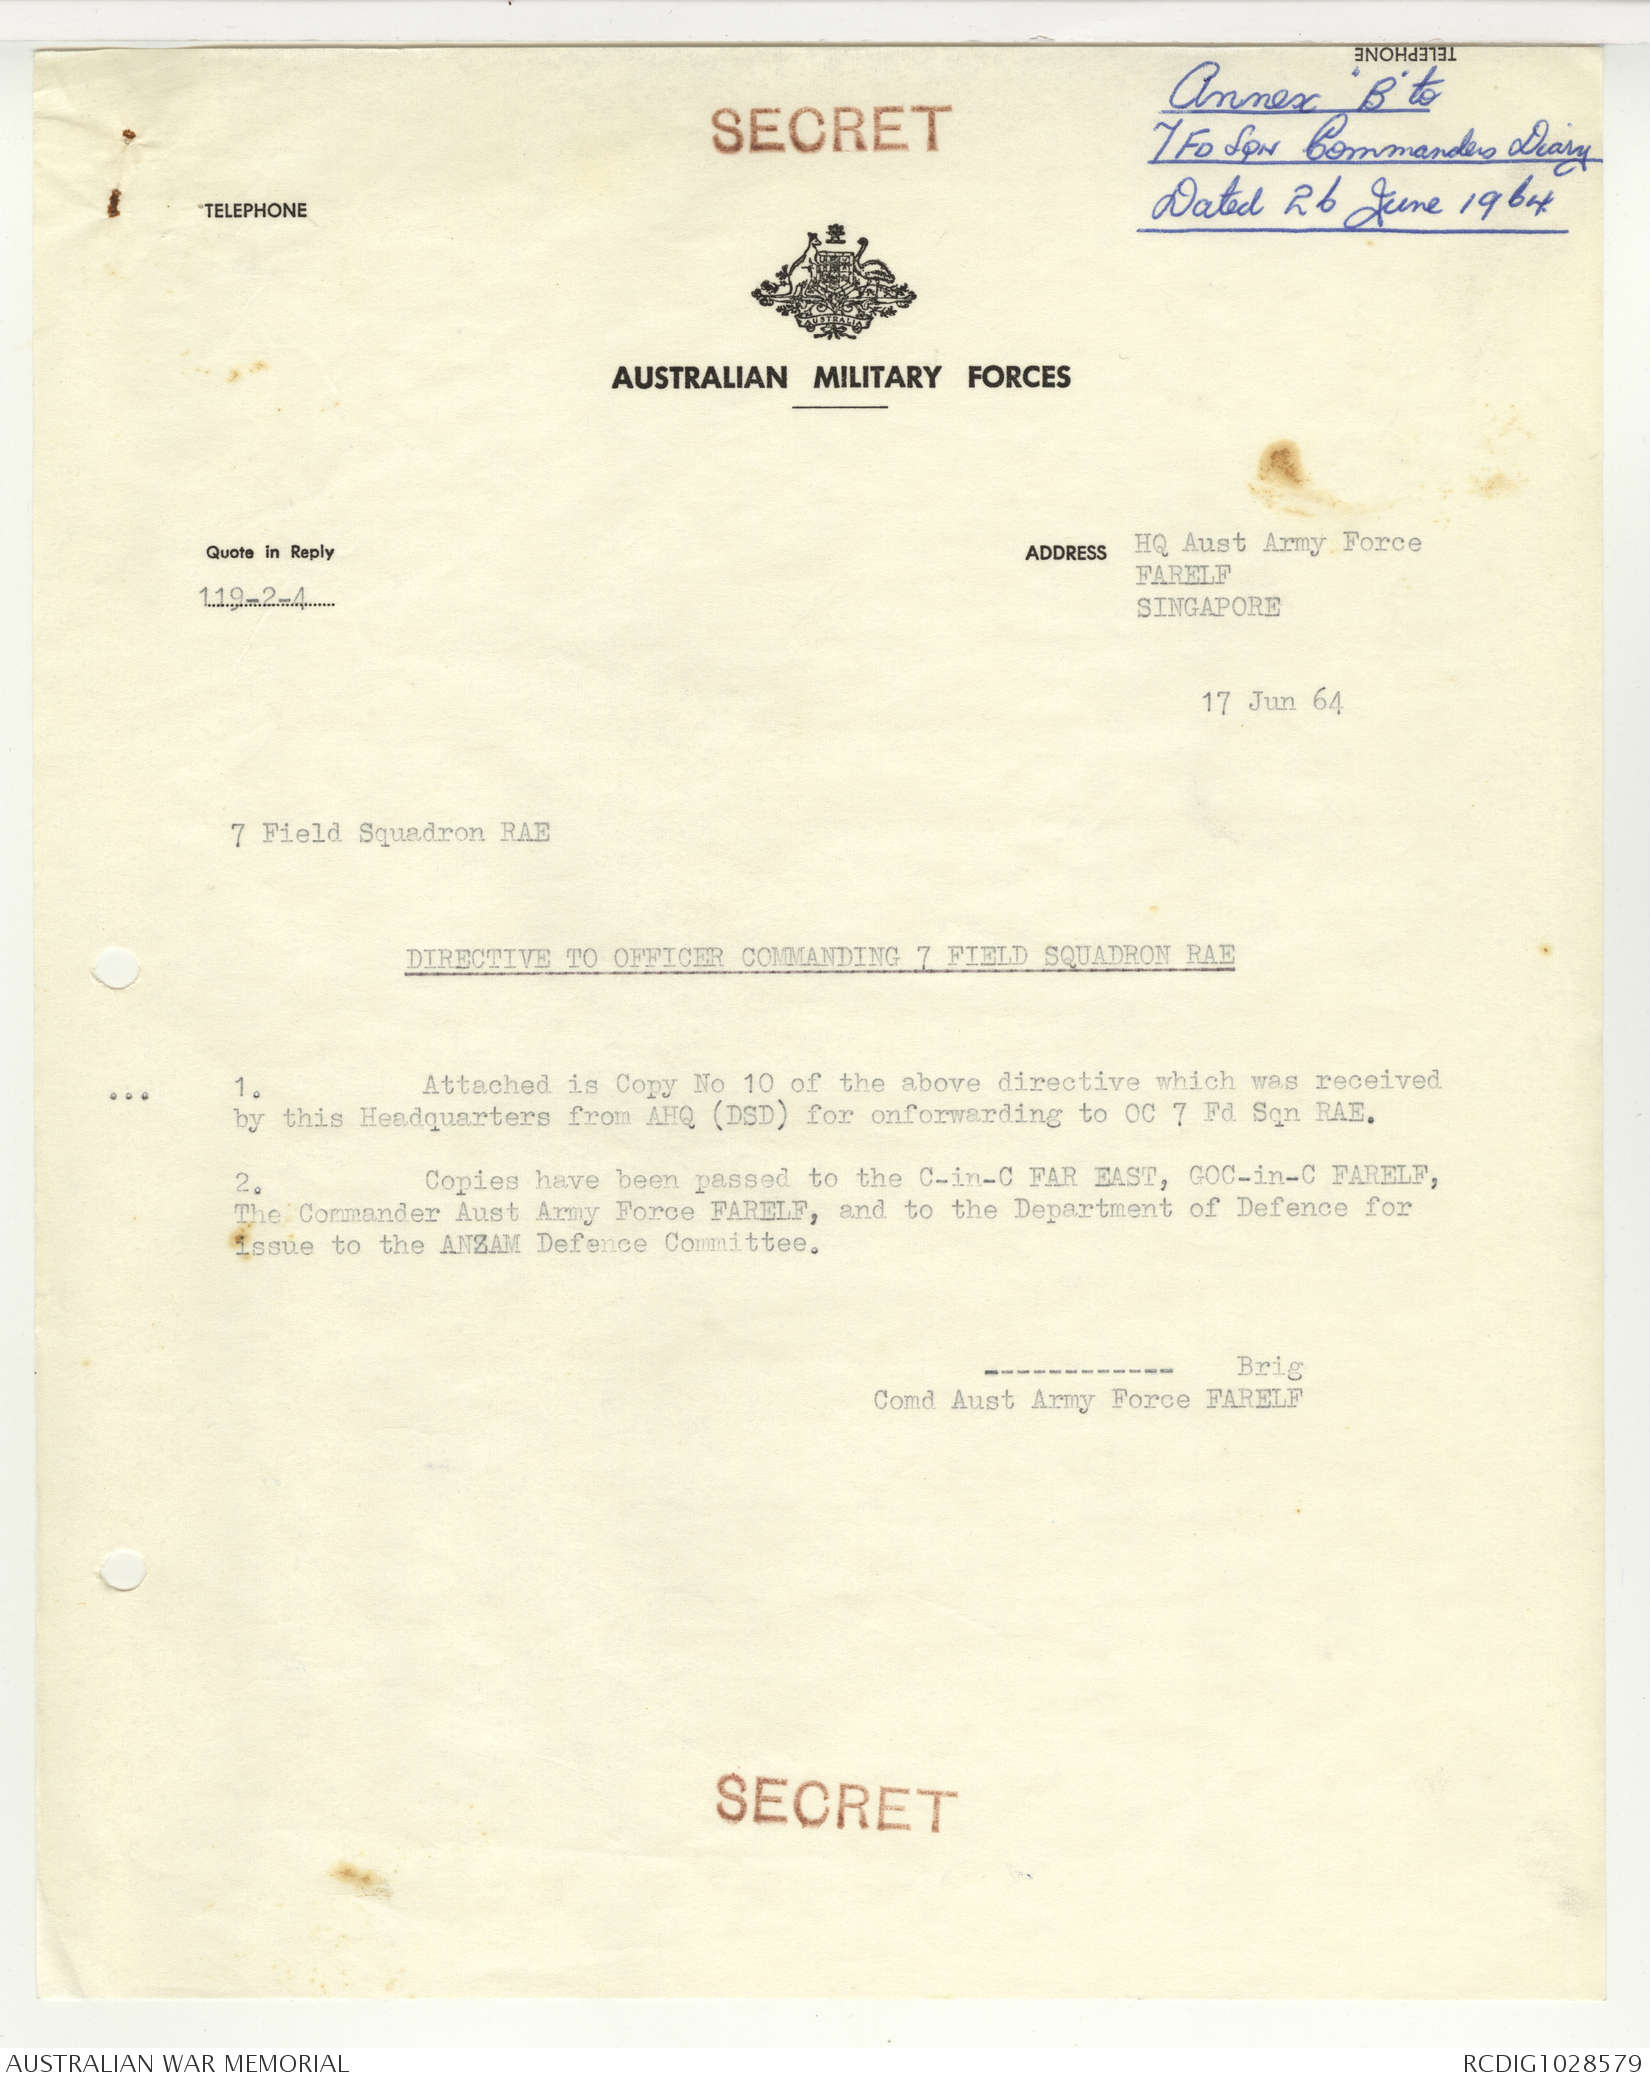 TELEPHONE
Annex "B" to
7 FD SQN Commanders Diary
Dated 26 June 1964
SECRET
TELEPHONE
AUSTRALIA
AUSTRALIAN MILITARY FORCES
Quote in Reply
119-2-4
ADDRESS HQ Aust Army Force
FARELF
SINGAPORE
17 Jun 64
7 Field Squadron RAE
DIRECTIVE TO OFFICER COMMANDING 7 FIELD SQUADRON RAE
... 1. Attached is Copy No 10 of the above directive which was received
by this Headquarters from AHQ (DSD) for onforwarding to OC 7 Fd Sqn RAE.
2. Copies have been passed to the C-in-C FAR EAST, GOC-in-C FARELF,
The Commander Aust Army Force FARELF, and to the Department of Defence for
issue to the ANZAM Defence Committee.
------------ Brig
Comd Aust Army Force FARELF
SECRET
AUSTRALIAN WAR MEMORIAL
RCDIG1028579